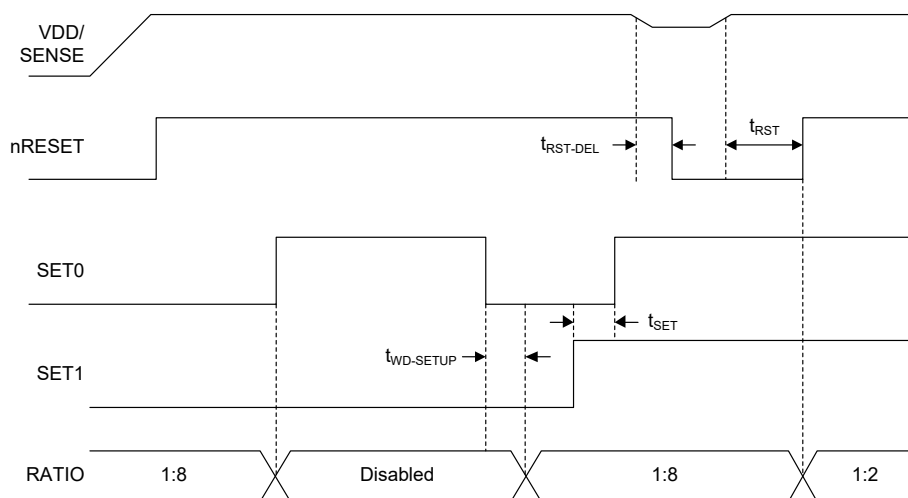 VDD/
SENSE
nRESET
tRST-DEL
tRST
SET0
tSET
tWD-SETUP
SET1
RATIO
1:8
Disabled
1:8
1:2